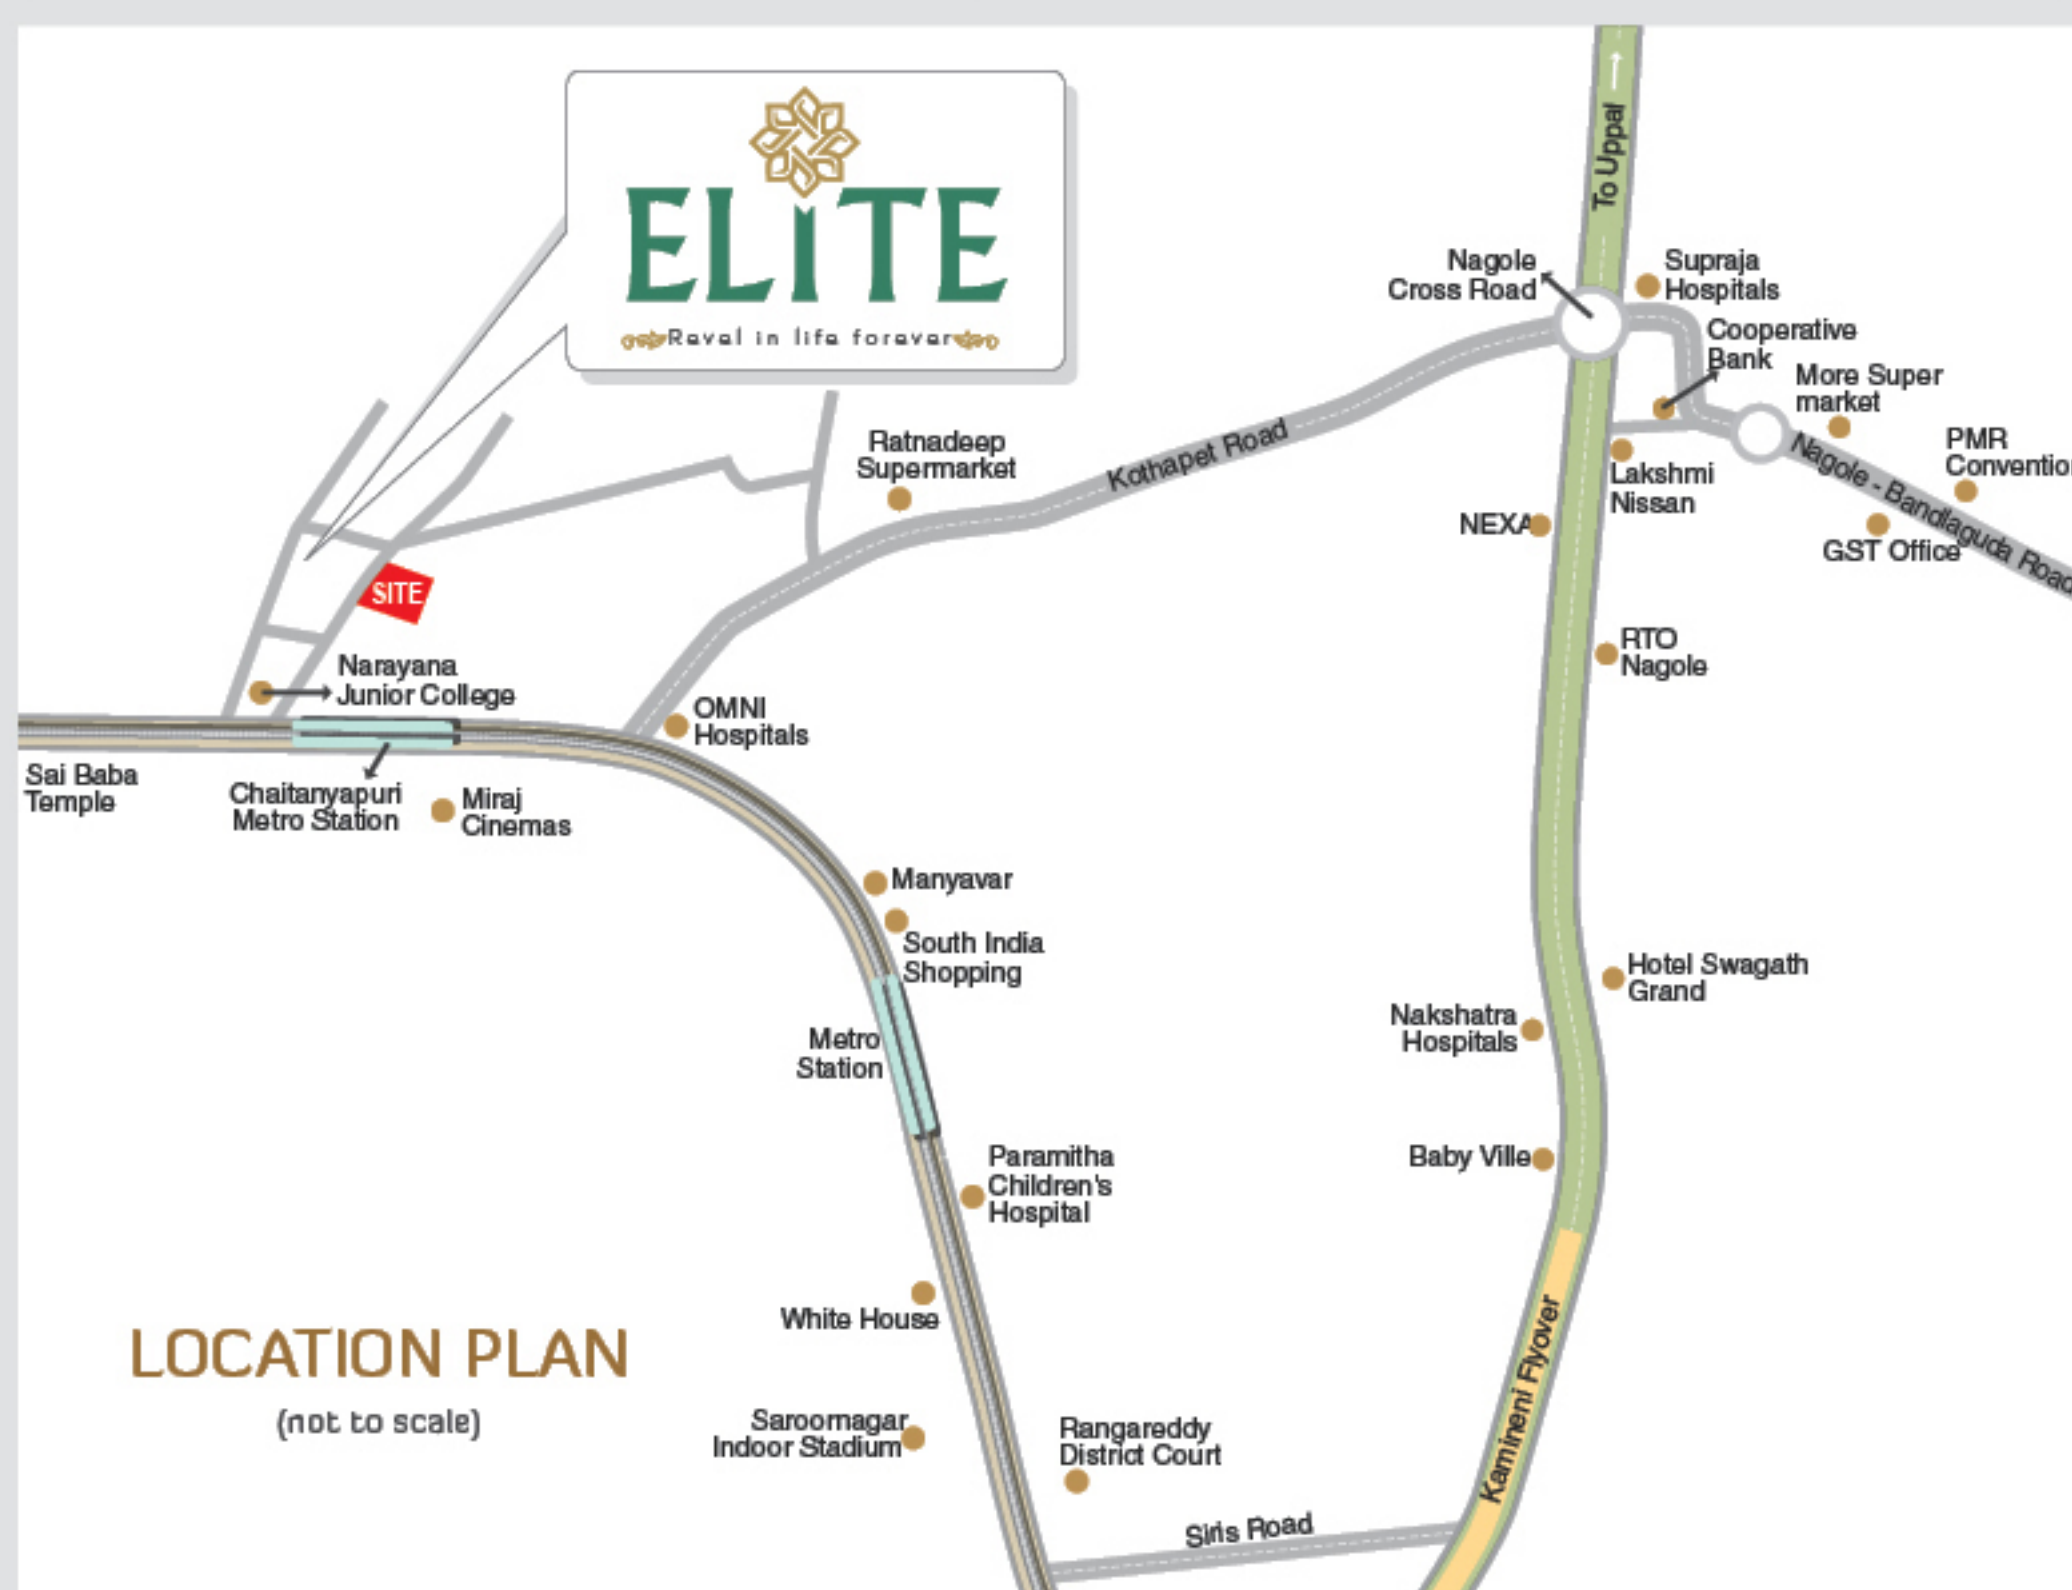 ELiTE
Revel in life forever
To Uppal
Nagole
Cross Road
Supraja
Hospitals
Cooperative
Bank
More Super
market
PMR
Conventio
Nagole - Bandlaguda Road
GST Office
Lakshmi
Nissan
NEXA
Ratnadeep
Supermarket
Kothapet Road
SITE
RTO
Nagole
Narayana
Junior College
OMNI
Hospitals
Sai Baba
Temple
Chaitanyapuri
Metro Station
Miraj
Cinemas
Manyavar
South India
Shopping
Hotel Swagath
Grand
Nakshatra
Hospitals
Metro
Station
Baby Ville
Paramitha
Children's
Hospital
White House
Kamineni Flyover
LOCATION PLAN
(not to scale)
Saroornagar
Indoor Stadium
Rangareddy
District Court
Siris Road